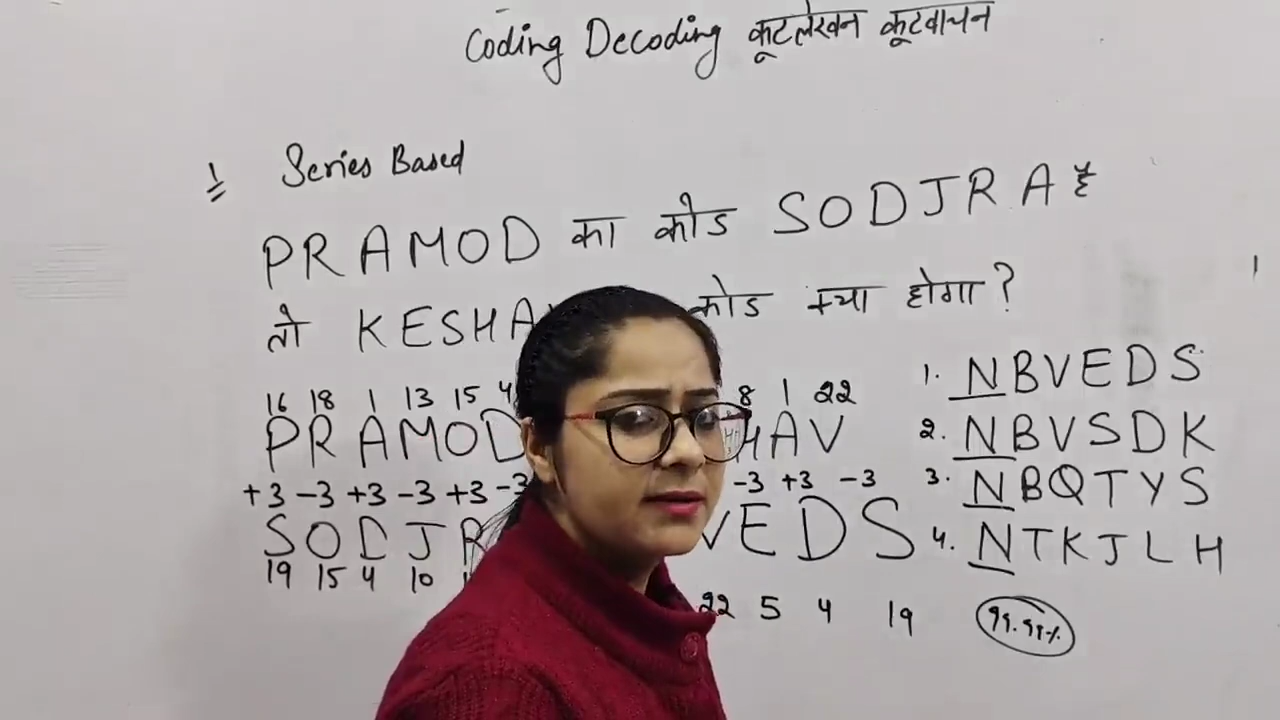 Coding Decoding कूटलेखन कूटवाचन
1 Series Based
PRAMOD का कोड SODJRA है
तो KESHA कोड क्या होगा?
16 18 1 13 15 4 8 1 22
PRAMOD HAV
+3 -3 +3 -3 +3 -3 -3 +3 -3
SODJR VEDS
19 15 4 10 22 5 4 19
1. NBVEDS
2. NBVSDK
3. NBQTYS
4. NTKJLH
99.99%